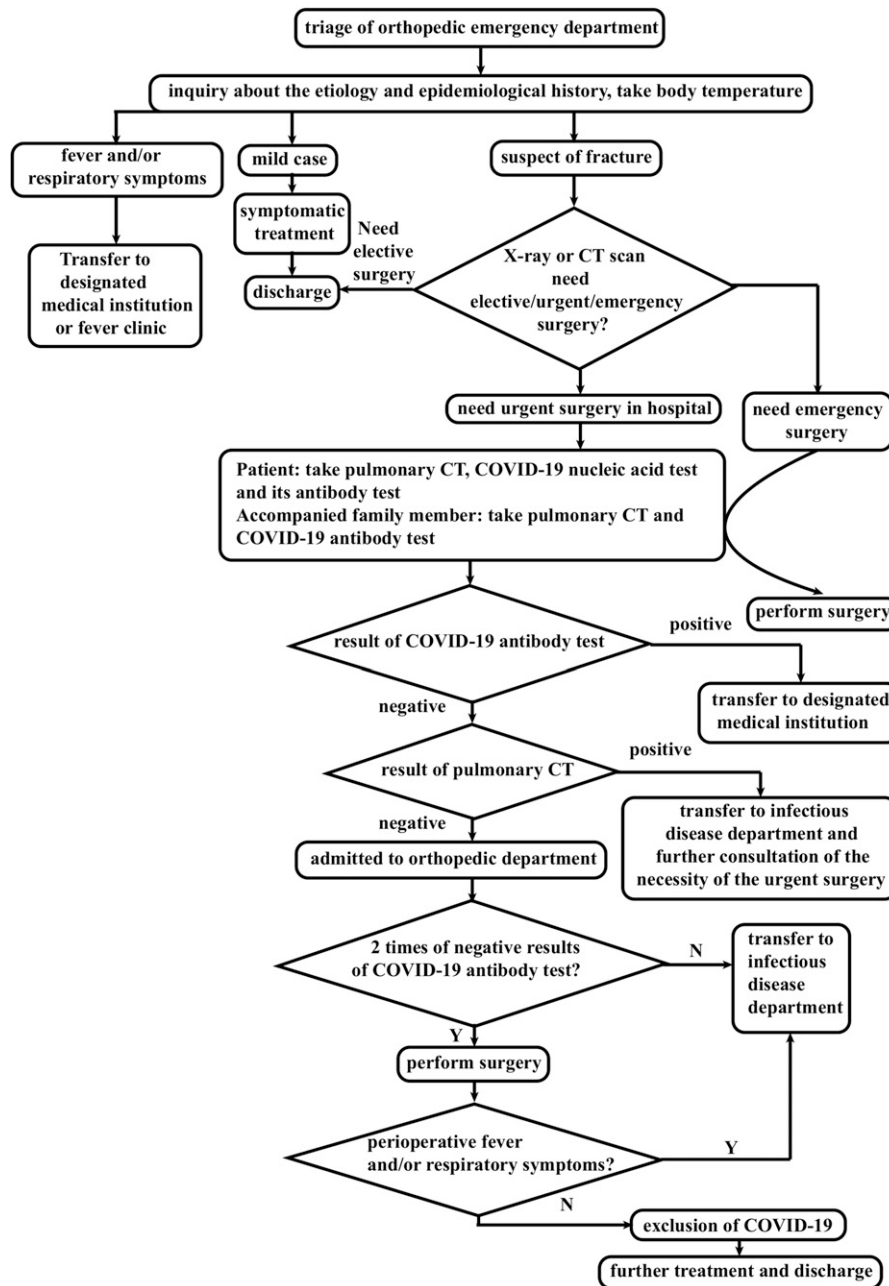 triage of orthopedic emergency department
inquiry about the etiology and epidemiological history, take body temperature
fever and/or
respiratory symptoms
mild case
suspect of fracture
Transfer to
designated
medical institution
or fever clinic
symptomatic
treatment
discharge
Need
elective
surgery
X-ray or CT scan
need
elective/urgent/emergency
surgery?
need urgent surgery in hospital
need emergency
surgery
Patient: take pulmonary CT, COVID-19 nucleic acid test
and its antibody test
Accompanied family member: take pulmonary CT and
COVID-19 antibody test
perform surgery
result of COVID-19 antibody test
positive
transfer to designated
medical institution
negative
result of pulmonary CT
positive
transfer to infectious
disease department and
further consultation of the
necessity of the urgent surgery
negative
admitted to orthopedic department
2 times of negative results
of COVID-19 antibody test?
N
transfer to
infectious
disease
department
Y
perform surgery
perioperative fever
and/or respiratory symptoms?
Y
N
exclusion of COVID-19
further treatment and discharge